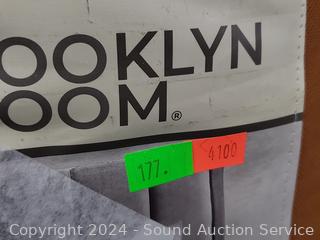 OOKLYN
OOM®
177. 4100
Copyright © 2024 - Sound Auction Service